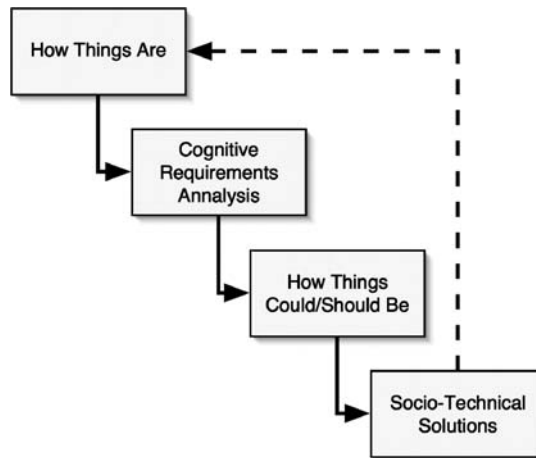 How Things Are
Cognitive
Requirements
Annalysis
How Things
Could/Should Be
Socio-Technical
Solutions